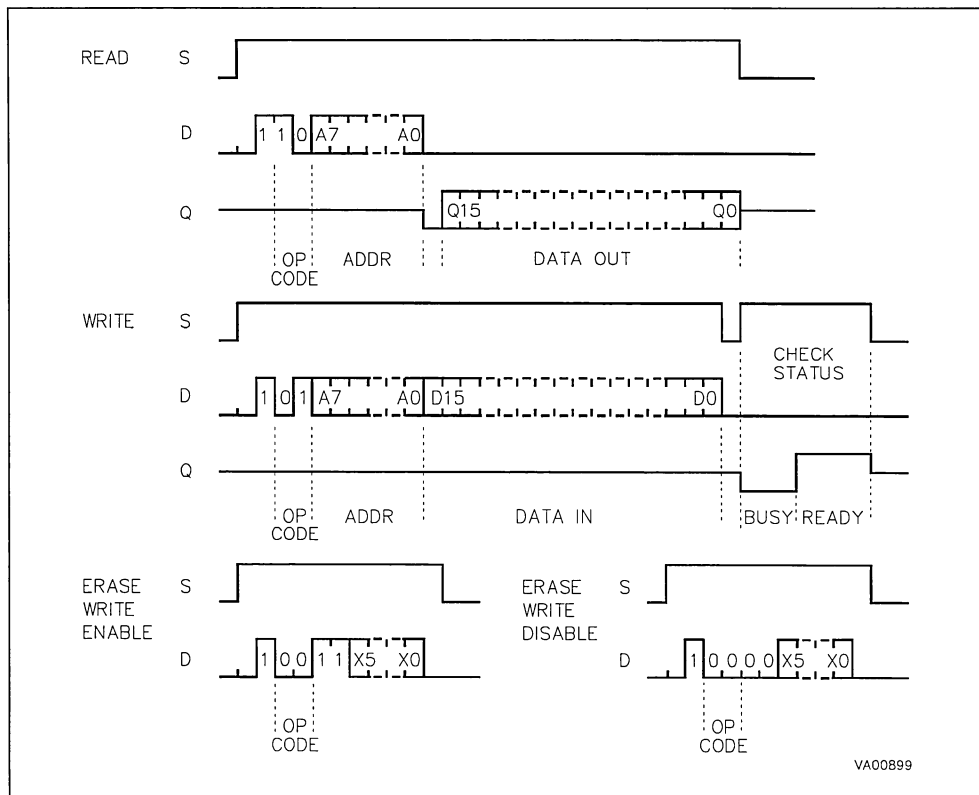 READ S
D 1 1 0 A7 A0
Q Q15 Q0
OP CODE ADDR DATA OUT
WRITE S
CHECK STATUS
D 1 0 1 A7 A0 D15 D0
Q
OP CODE ADDR DATA IN BUSY READY
ERASE WRITE ENABLE S
D 1 0 0 1 1 X5 X0
OP CODE
ERASE WRITE DISABLE S
D 1 0 0 0 0 X5 X0
OP CODE
VA00899